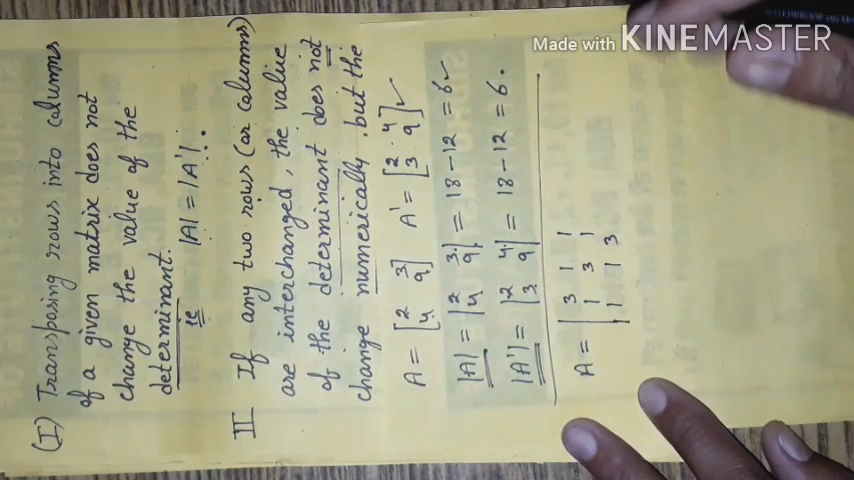 (I) Transposing rows into columns
of a given matrix does not
change the value of the
determinant.
ie |A| = |A'|.
II If any two rows (or columns)
are interchanged, the value
of the determinant does not
change numerically, but the
A = [2 3 A' = [2 4
4 9] 3 9] ✓
|A| = |2 3
4 9| = 18-12 = 6 ✓
|A'| = |2 4
3 9| = 18-12 = 6.
A = | 3 1 1
1 3 1
1 1 3
Made with KINEMASTER